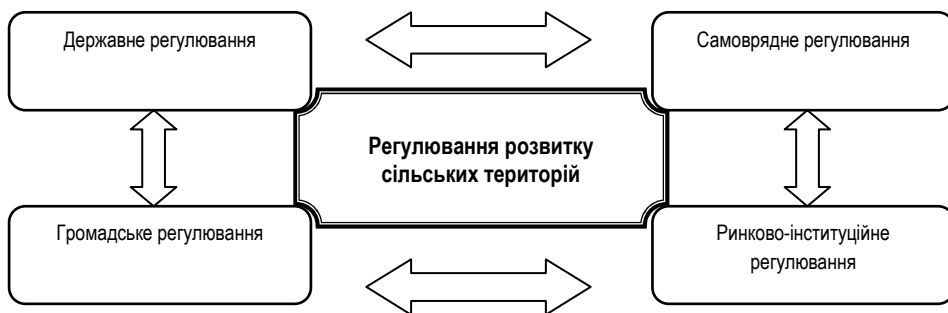 Державне регулювання
Самоврядне регулювання
Регулювання розвитку
сільських територій
Громадське регулювання
Ринково-інституційне
регулювання